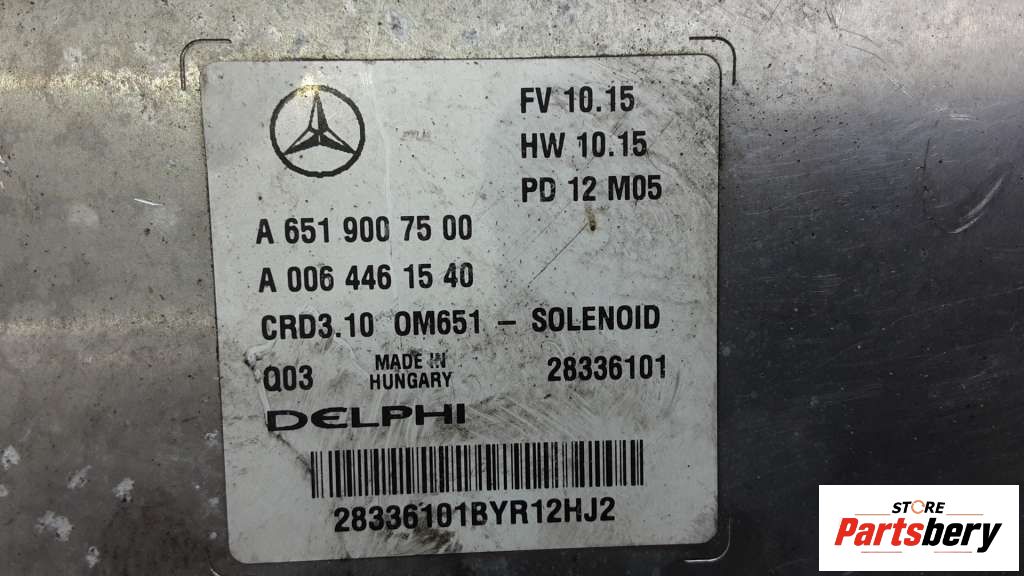 FV 10.15
HW 10.15
PD 12 M05
A 651 900 75 00
A 006 446 15 40
CRD3.10 OM651 - SOLENOID
Q03 MADE IN HUNGARY 28336101
DELPHI
28336101BYR12HJ2
STORE
Partsbery